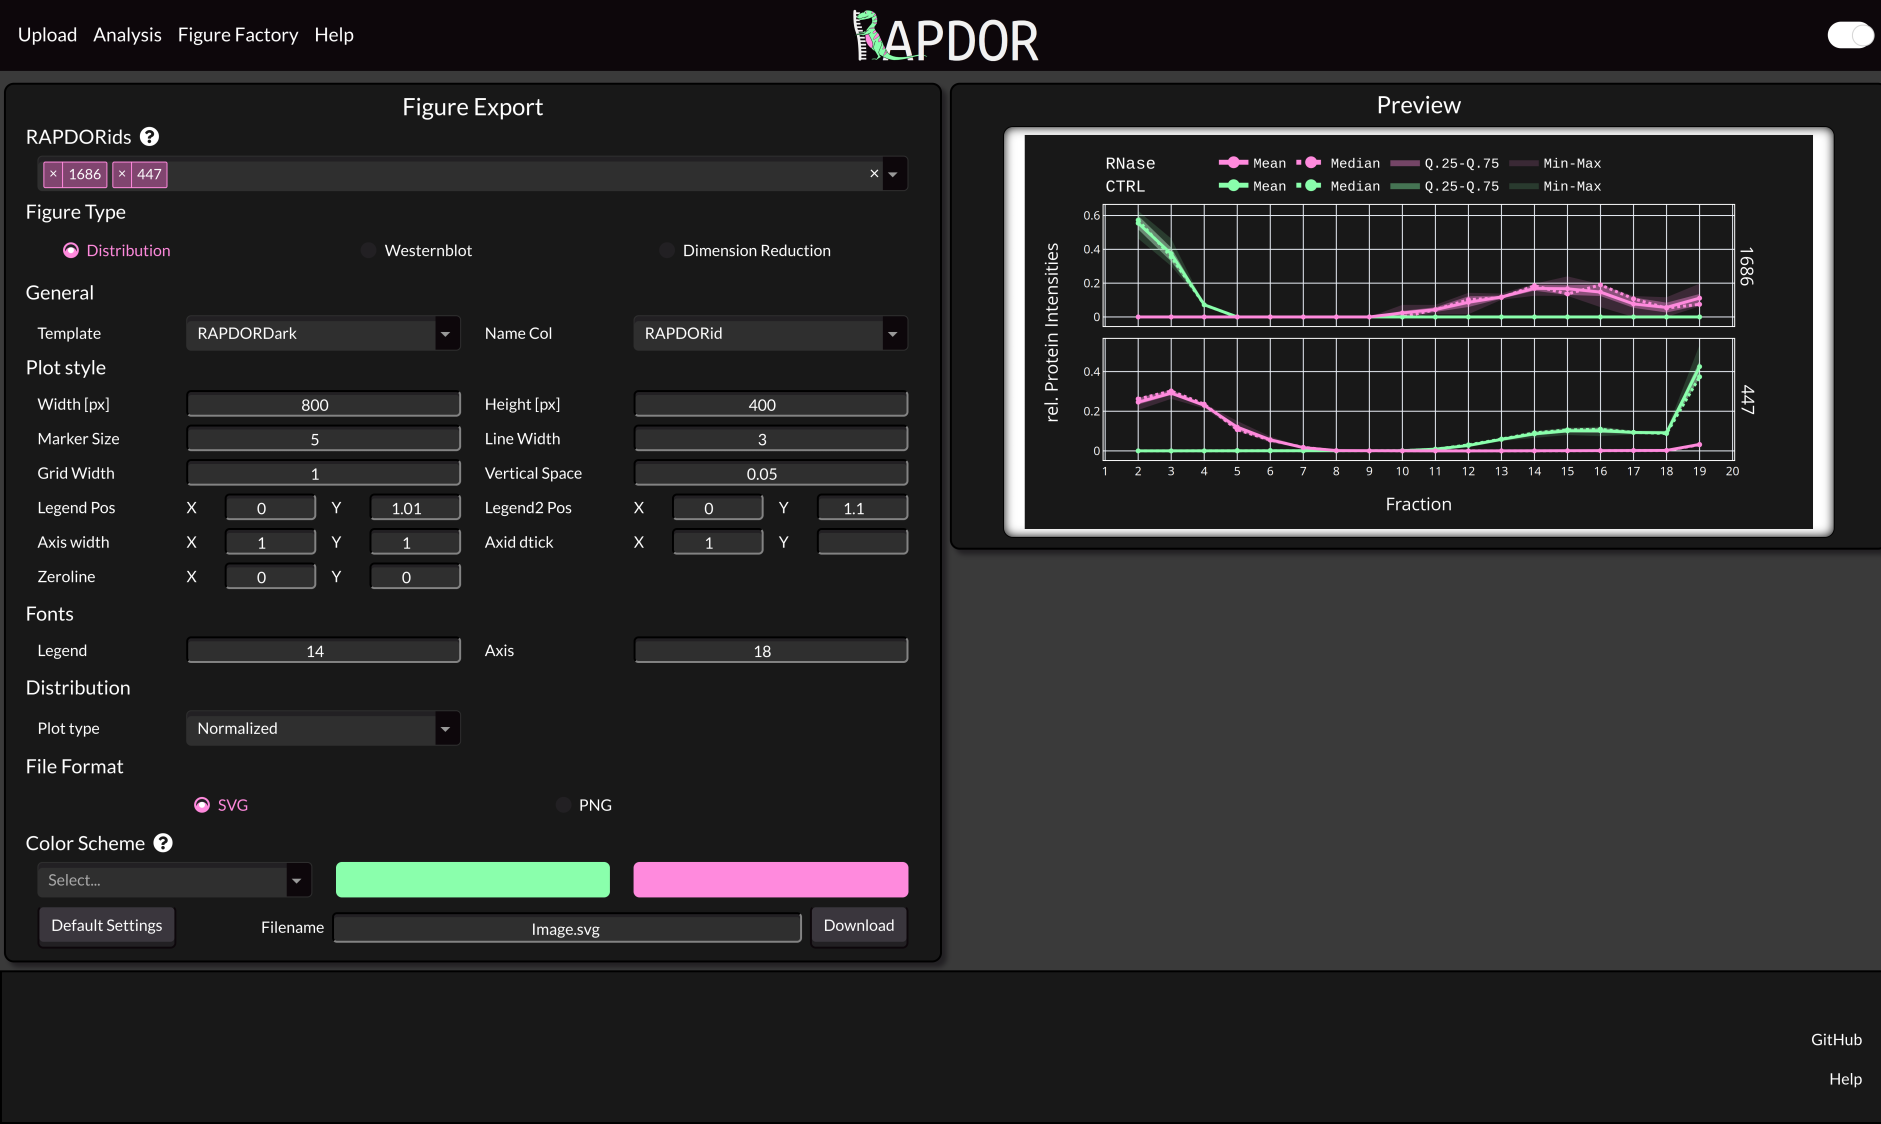 Upload Analysis Figure Factory Help
RAPDOR
Figure Export
RAPDORids ?
× 1686 × 447 ×
Figure Type
Distribution Westernblot Dimension Reduction
General
Template RAPDORDark Name Col RAPDORid
Plot style
Width [px] 800 Height [px] 400
Marker Size 5 Line Width 3
Grid Width 1 Vertical Space 0.05
Legend Pos X 0 Y 1.01 Legend2 Pos X 0 Y 1.1
Axis width X 1 Y 1 Axid dtick X 1 Y
Zeroline X 0 Y 0
Fonts
Legend 14 Axis 18
Distribution
Plot type Normalized
File Format
SVG PNG
Color Scheme ?
Select...
Default Settings Filename Image.svg Download
Preview
RNase Mean Median Q.25-Q.75 Min-Max
CTRL Mean Median Q.25-Q.75 Min-Max
rel. Protein Intensities
0.6
0.4
0.2
0
1686
0.4
0.2
0
447
1 2 3 4 5 6 7 8 9 10 11 12 13 14 15 16 17 18 19 20
Fraction
GitHub
Help